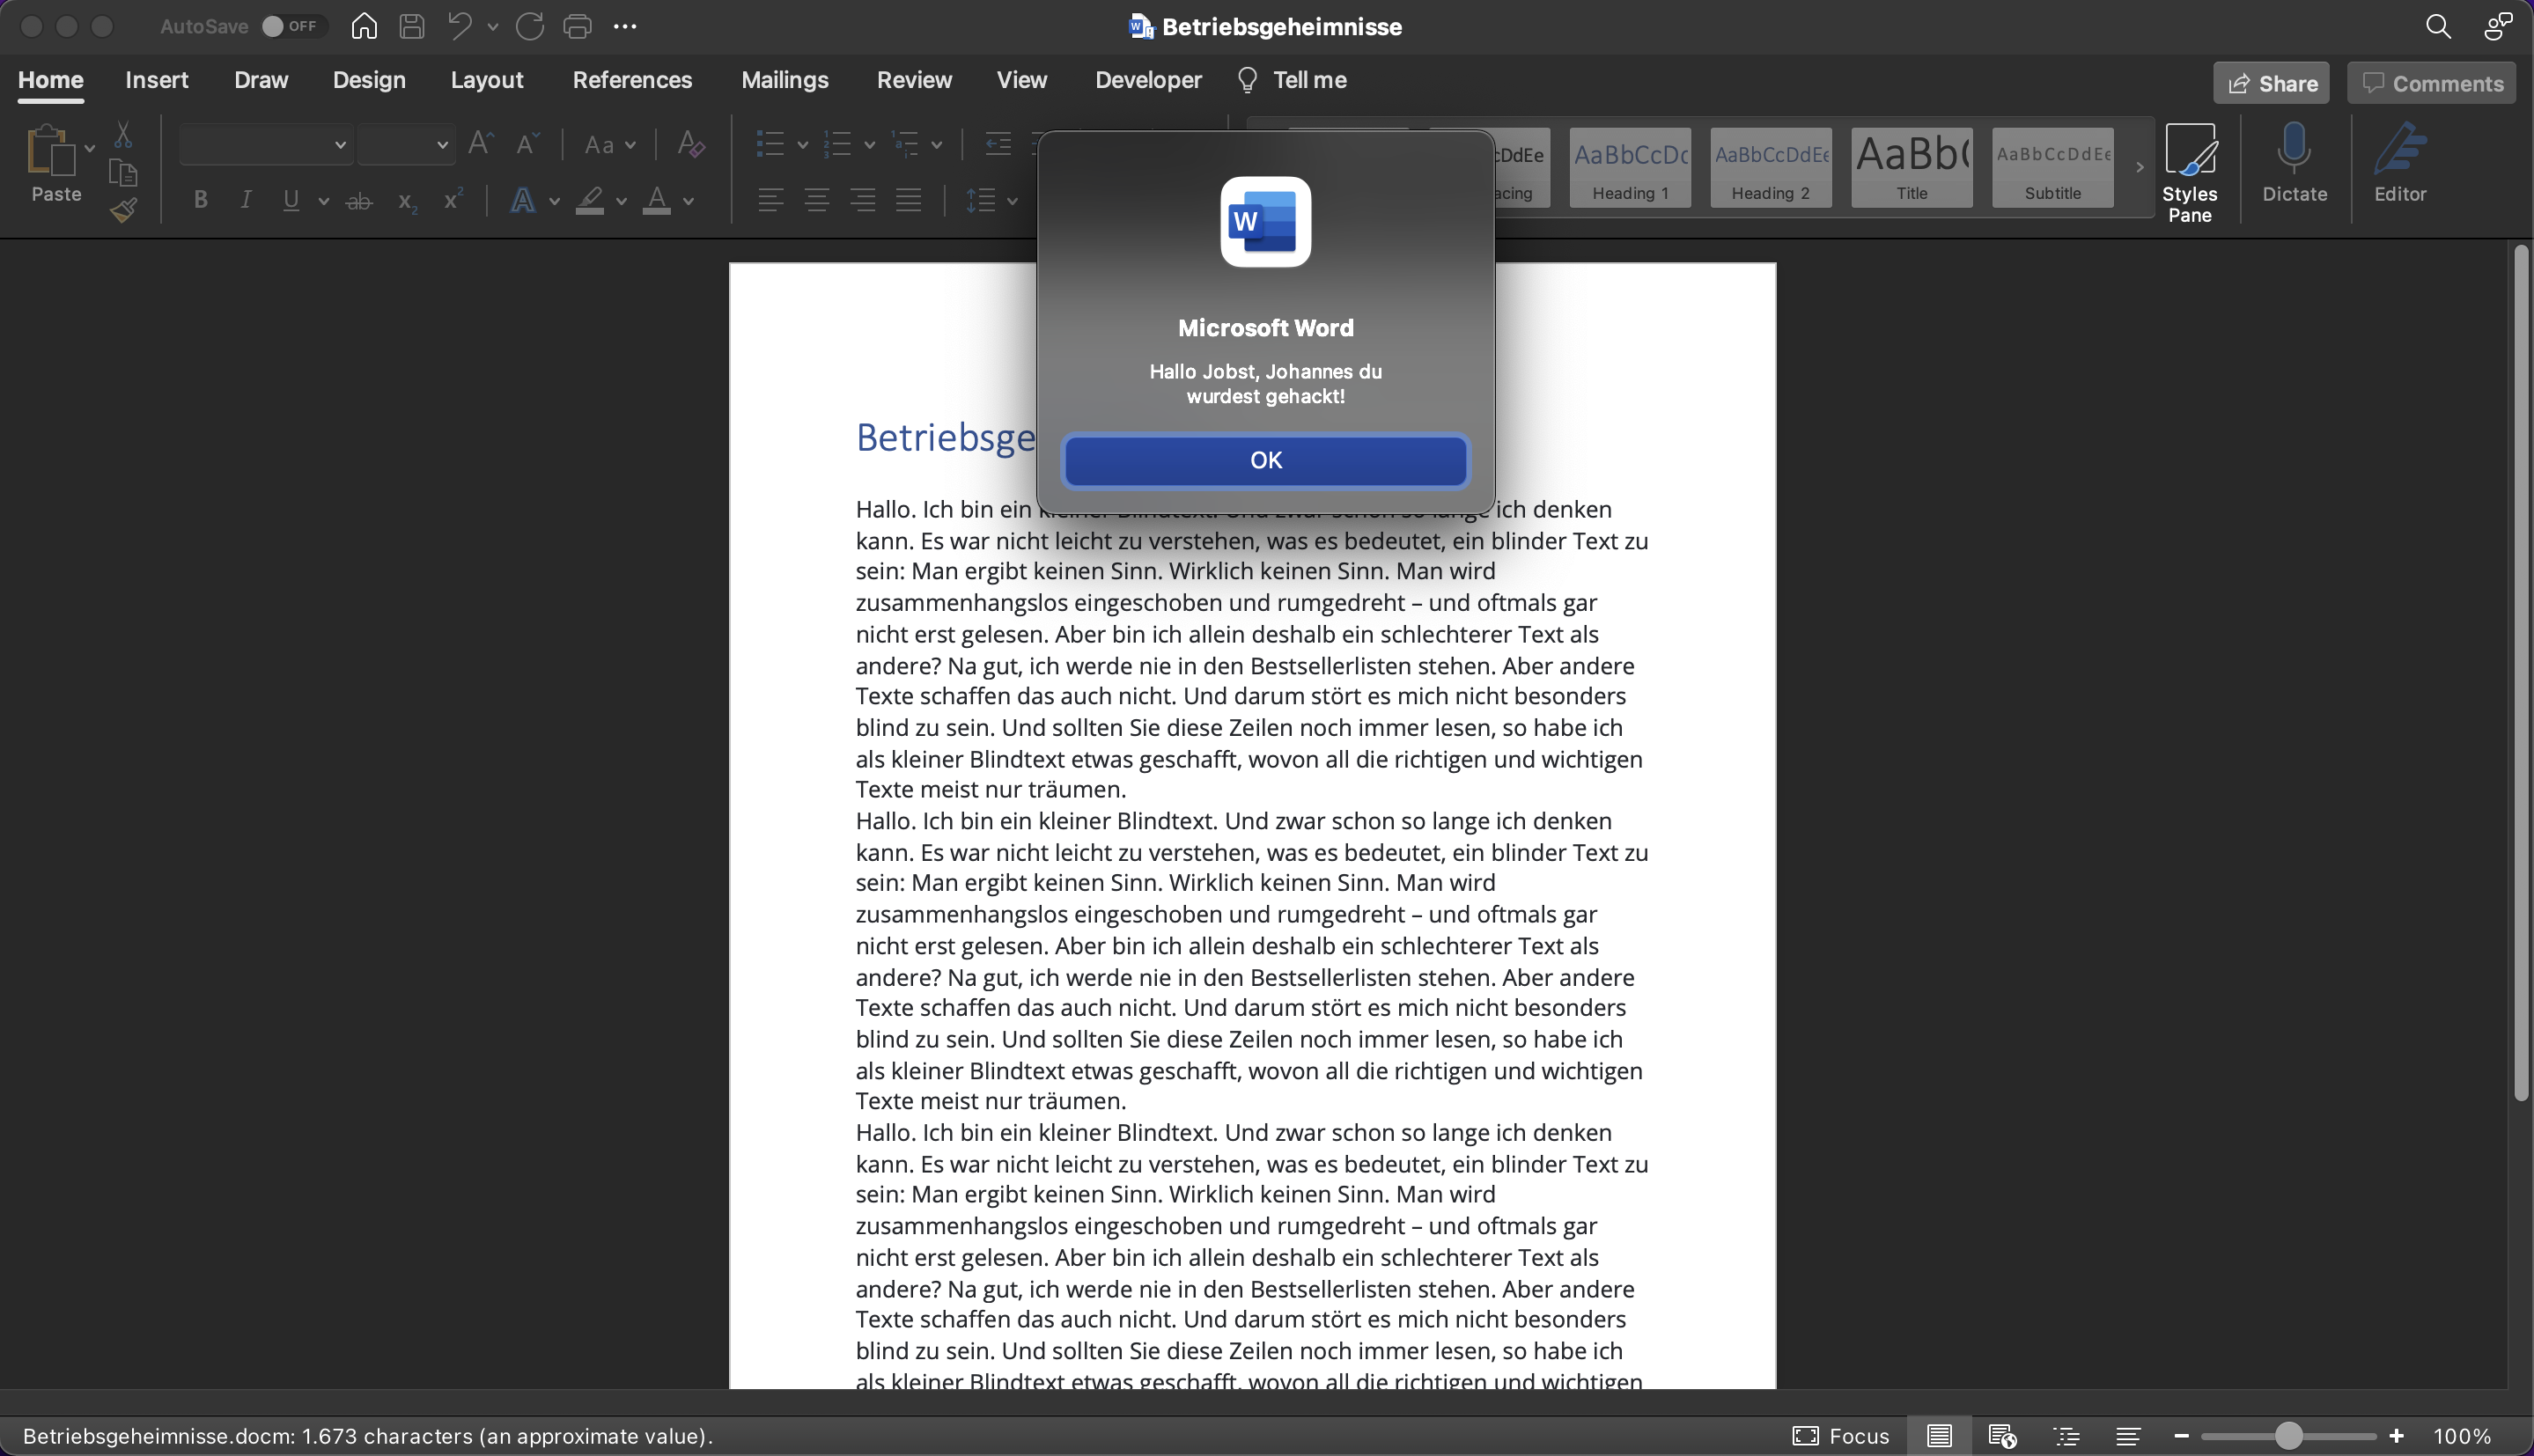 AutoSave OFF
Betriebsgeheimnisse
Home Insert Draw Design Layout References Mailings Review View Developer Tell me
Share Comments
Paste
Aa
B I U ab x₂ x² A A
cDdEe AaBbCcDc AaBbCcDdEe AaBb( AaBbCcDdEe
acing Heading 1 Heading 2 Title Subtitle
Styles
Pane
Dictate
Editor
W
Microsoft Word
Hallo Jobst, Johannes du
wurdest gehackt!
OK
Betriebsge
Hallo. Ich bin ein kleiner Blindtext. Und zwar schon so lange ich denken
kann. Es war nicht leicht zu verstehen, was es bedeutet, ein blinder Text zu
sein: Man ergibt keinen Sinn. Wirklich keinen Sinn. Man wird
zusammenhangslos eingeschoben und rumgedreht – und oftmals gar
nicht erst gelesen. Aber bin ich allein deshalb ein schlechterer Text als
andere? Na gut, ich werde nie in den Bestsellerlisten stehen. Aber andere
Texte schaffen das auch nicht. Und darum stört es mich nicht besonders
blind zu sein. Und sollten Sie diese Zeilen noch immer lesen, so habe ich
als kleiner Blindtext etwas geschafft, wovon all die richtigen und wichtigen
Texte meist nur träumen.
Hallo. Ich bin ein kleiner Blindtext. Und zwar schon so lange ich denken
kann. Es war nicht leicht zu verstehen, was es bedeutet, ein blinder Text zu
sein: Man ergibt keinen Sinn. Wirklich keinen Sinn. Man wird
zusammenhangslos eingeschoben und rumgedreht – und oftmals gar
nicht erst gelesen. Aber bin ich allein deshalb ein schlechterer Text als
andere? Na gut, ich werde nie in den Bestsellerlisten stehen. Aber andere
Texte schaffen das auch nicht. Und darum stört es mich nicht besonders
blind zu sein. Und sollten Sie diese Zeilen noch immer lesen, so habe ich
als kleiner Blindtext etwas geschafft, wovon all die richtigen und wichtigen
Texte meist nur träumen.
Hallo. Ich bin ein kleiner Blindtext. Und zwar schon so lange ich denken
kann. Es war nicht leicht zu verstehen, was es bedeutet, ein blinder Text zu
sein: Man ergibt keinen Sinn. Wirklich keinen Sinn. Man wird
zusammenhangslos eingeschoben und rumgedreht – und oftmals gar
nicht erst gelesen. Aber bin ich allein deshalb ein schlechterer Text als
andere? Na gut, ich werde nie in den Bestsellerlisten stehen. Aber andere
Texte schaffen das auch nicht. Und darum stört es mich nicht besonders
blind zu sein. Und sollten Sie diese Zeilen noch immer lesen, so habe ich
als kleiner Blindtext etwas geschafft, wovon all die richtigen und wichtigen
Betriebsgeheimnisse.docm: 1.673 characters (an approximate value).
Focus 100%